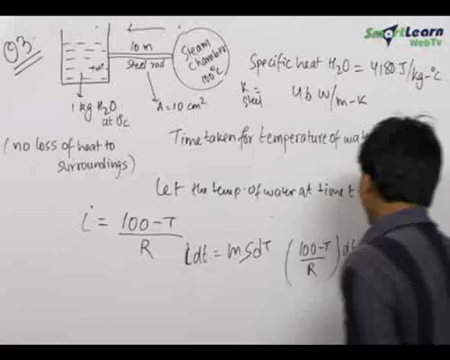 SmartLearn
WebTv
Q3
10 m
Steel rod
Steam
Chamber
100°C
1 kg H2O
at 0°C
A = 10 cm²
Specific heat H2O = 4180 J/kg-°C
K = 46 W/m-K
steel
(no loss of heat to
surroundings)
Time taken for temperature of
Let the temp. of water at time t
i = 100-T / R
idt = msdT
(100-T / R) dt